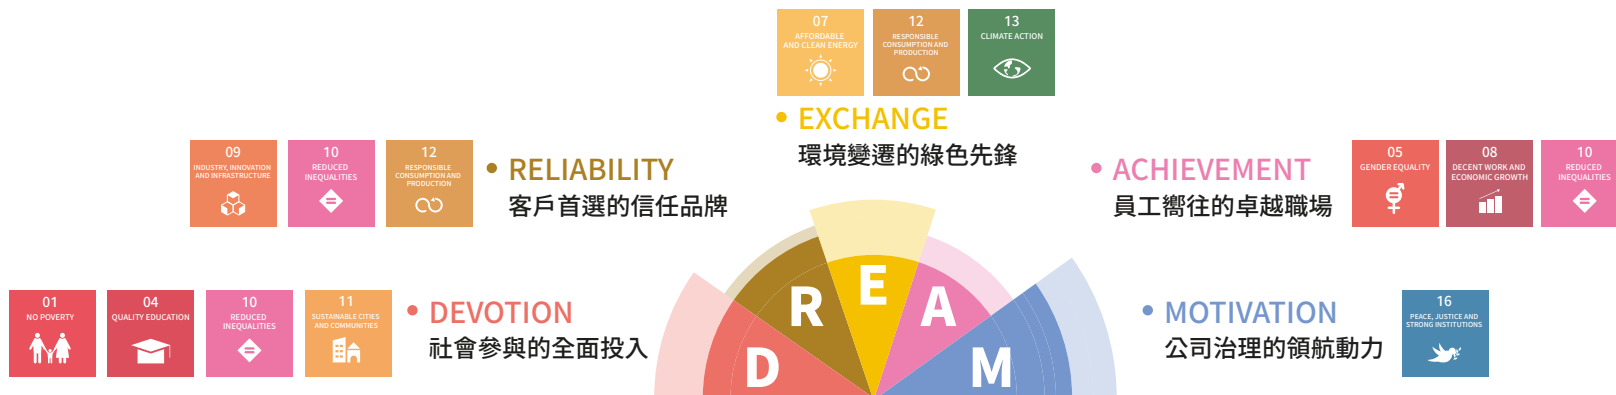 07
AFFORDABLE
AND CLEAN ENERGY
12
RESPONSIBLE
CONSUMPTION AND
PRODUCTION
13
CLIMATE ACTION
• EXCHANGE
環境變遷的綠色先鋒
09
INDUSTRY, INNOVATION
AND INFRASTRUCTURE
10
REDUCED
INEQUALITIES
12
RESPONSIBLE
CONSUMPTION AND
PRODUCTION
• RELIABILITY
客戶首選的信任品牌
• ACHIEVEMENT
員工嚮往的卓越職場
05
GENDER EQUALITY
08
DECENT WORK AND
ECONOMIC GROWTH
10
REDUCED
INEQUALITIES
01
NO POVERTY
04
QUALITY EDUCATION
10
REDUCED
INEQUALITIES
11
SUSTAINABLE CITIES
AND COMMUNITIES
• DEVOTION
社會參與的全面投入
D
R
E
A
M
• MOTIVATION
公司治理的領航動力
16
PEACE, JUSTICE AND
STRONG INSTITUTIONS